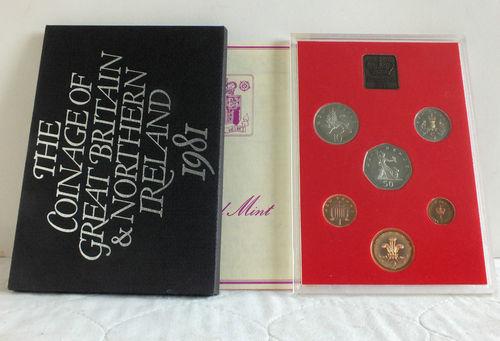 THE
COINAGE OF
GREAT BRITAIN
& NORTHERN
IRELAND
1981
Mint
50